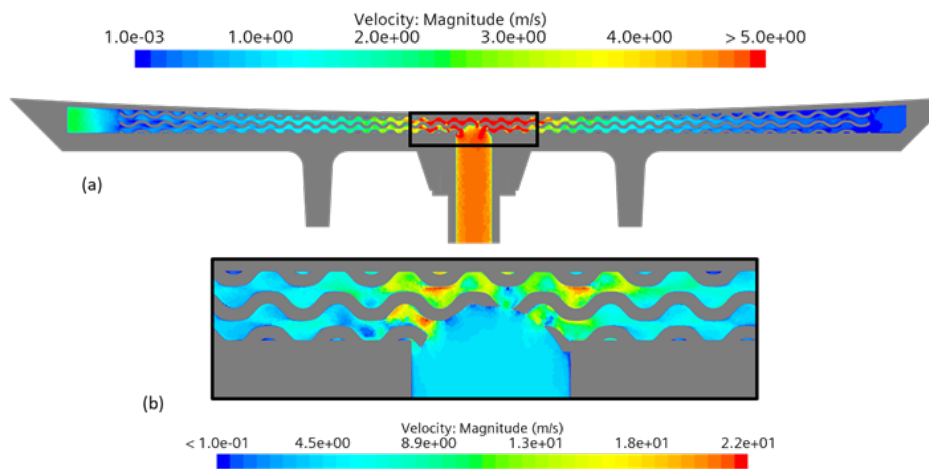 Velocity: Magnitude (m/s)
1.0e-03 1.0e+00 2.0e+00 3.0e+00 4.0e+00 > 5.0e+00
(a)
(b)
Velocity: Magnitude (m/s)
< 1.0e-01 4.5e+00 8.9e+00 1.3e+01 1.8e+01 2.2e+01